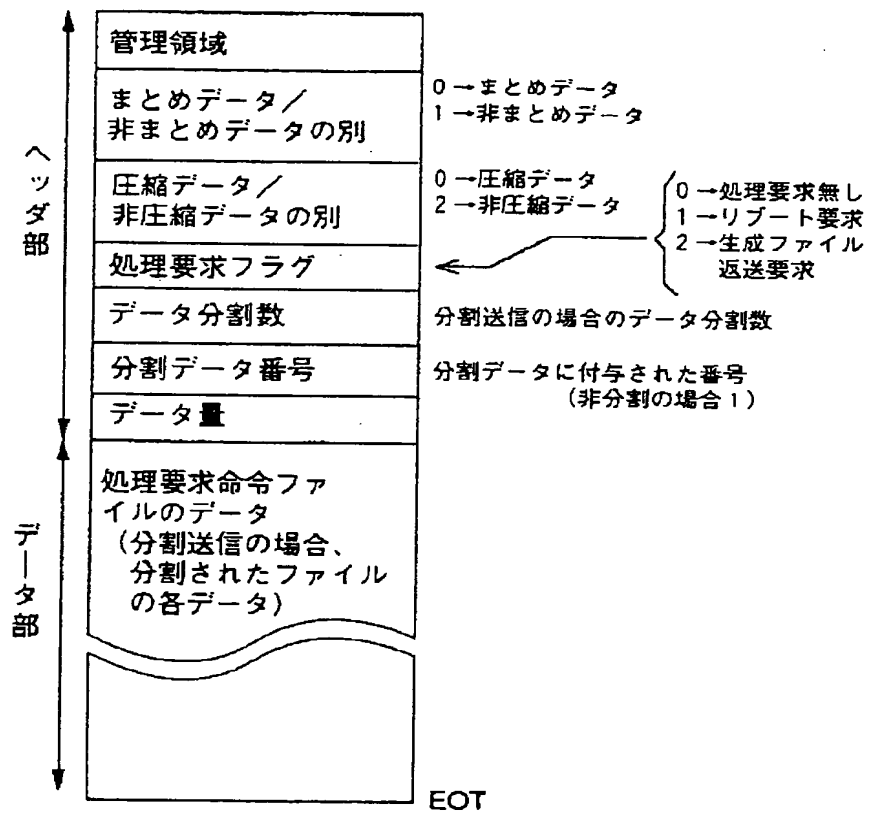 ヘッダ部
管理領域
まとめデータ／
非まとめデータの別
0→まとめデータ
1→非まとめデータ
圧縮データ／
非圧縮データの別
0→圧縮データ
2→非圧縮データ
0→処理要求無し
1→リブート要求
2→生成ファイル
返送要求
処理要求フラグ
データ分割数
分割送信の場合のデータ分割数
分割データ番号
分割データに付与された番号
（非分割の場合1）
データ量
データ部
処理要求命令ファ
イルのデータ
（分割送信の場合、
分割されたファイル
の各データ）
EOT